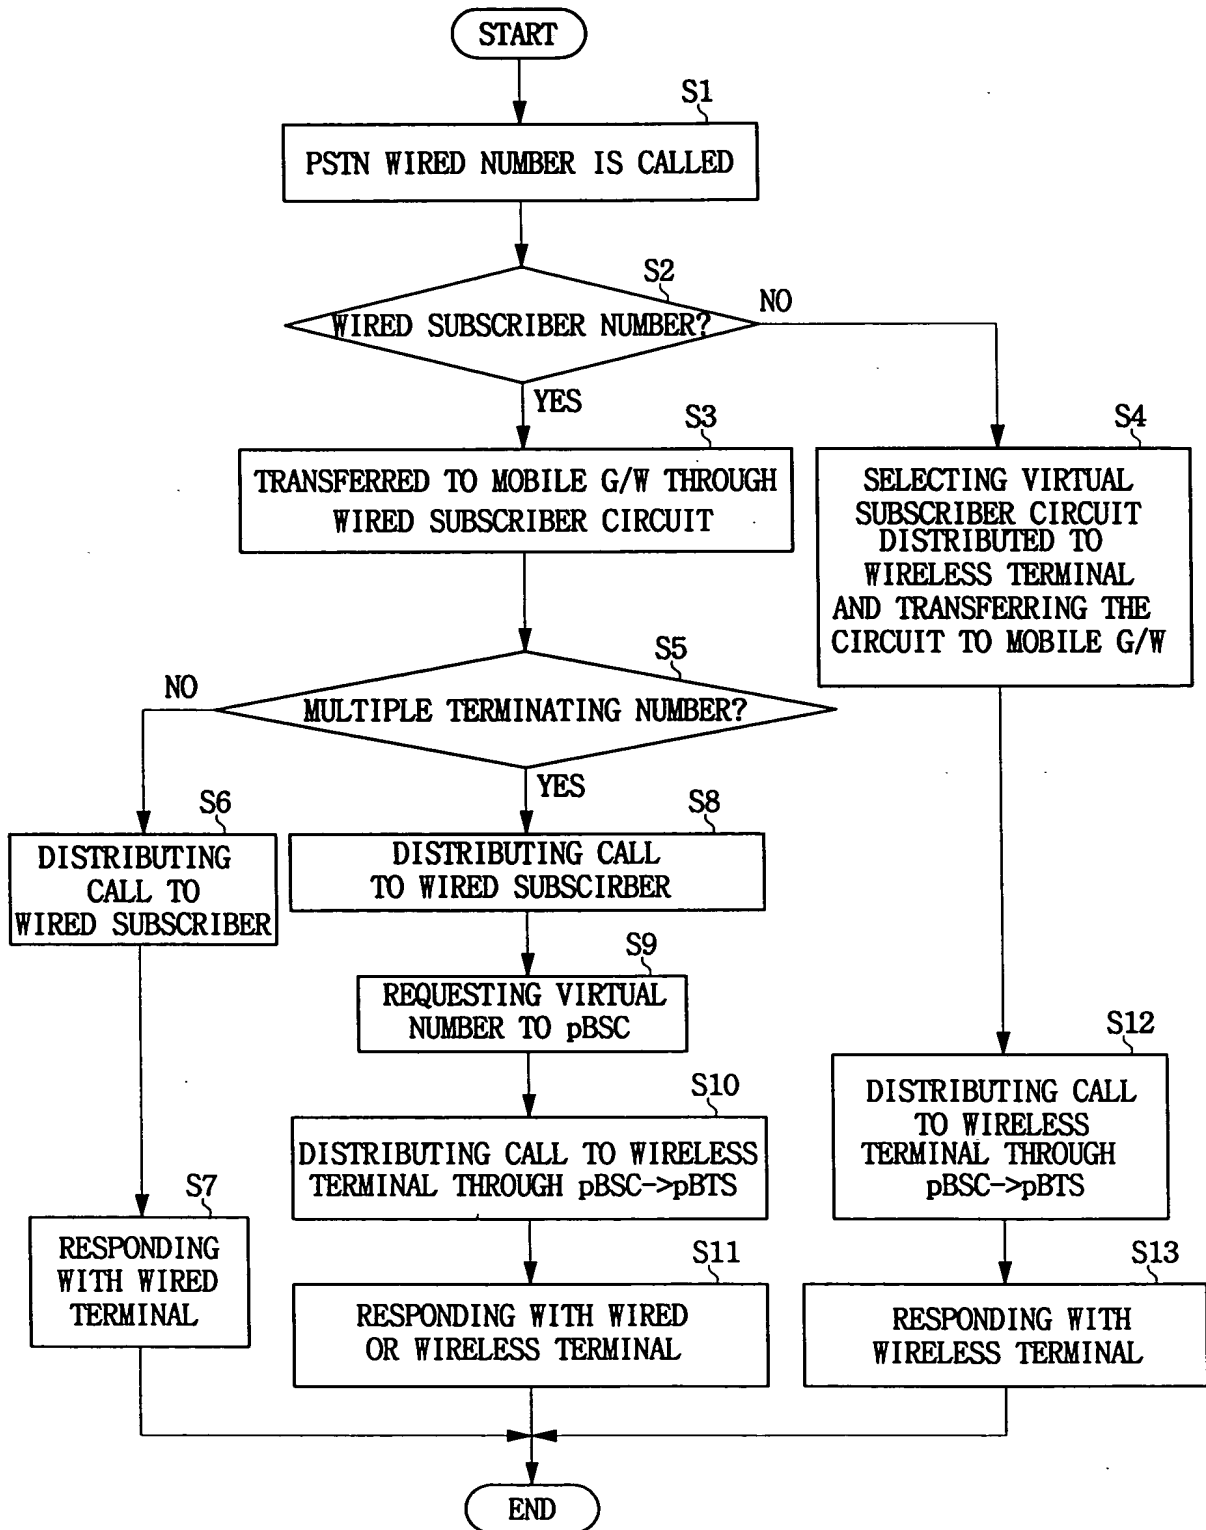 START
S1
PSTN WIRED NUMBER IS CALLED
S2
WIRED SUBSCRIBER NUMBER?
NO
YES
S3
TRANSFERRED TO MOBILE G/W THROUGH
WIRED SUBSCRIBER CIRCUIT
S4
SELECTING VIRTUAL
SUBSCRIBER CIRCUIT
DISTRIBUTED TO
WIRELESS TERMINAL
AND TRANSFERRING THE
CIRCUIT TO MOBILE G/W
S5
MULTIPLE TERMINATING NUMBER?
NO
YES
S6
DISTRIBUTING
CALL TO
WIRED SUBSCRIBER
S8
DISTRIBUTING CALL
TO WIRED SUBSCIRBER
S9
REQUESTING VIRTUAL
NUMBER TO pBSC
S10
DISTRIBUTING CALL TO WIRELESS
TERMINAL THROUGH pBSC->pBTS
S12
DISTRIBUTING CALL
TO WIRELESS
TERMINAL THROUGH
pBSC->pBTS
S7
RESPONDING
WITH WIRED
TERMINAL
S11
RESPONDING WITH WIRED
OR WIRELESS TERMINAL
S13
RESPONDING WITH
WIRELESS TERMINAL
END